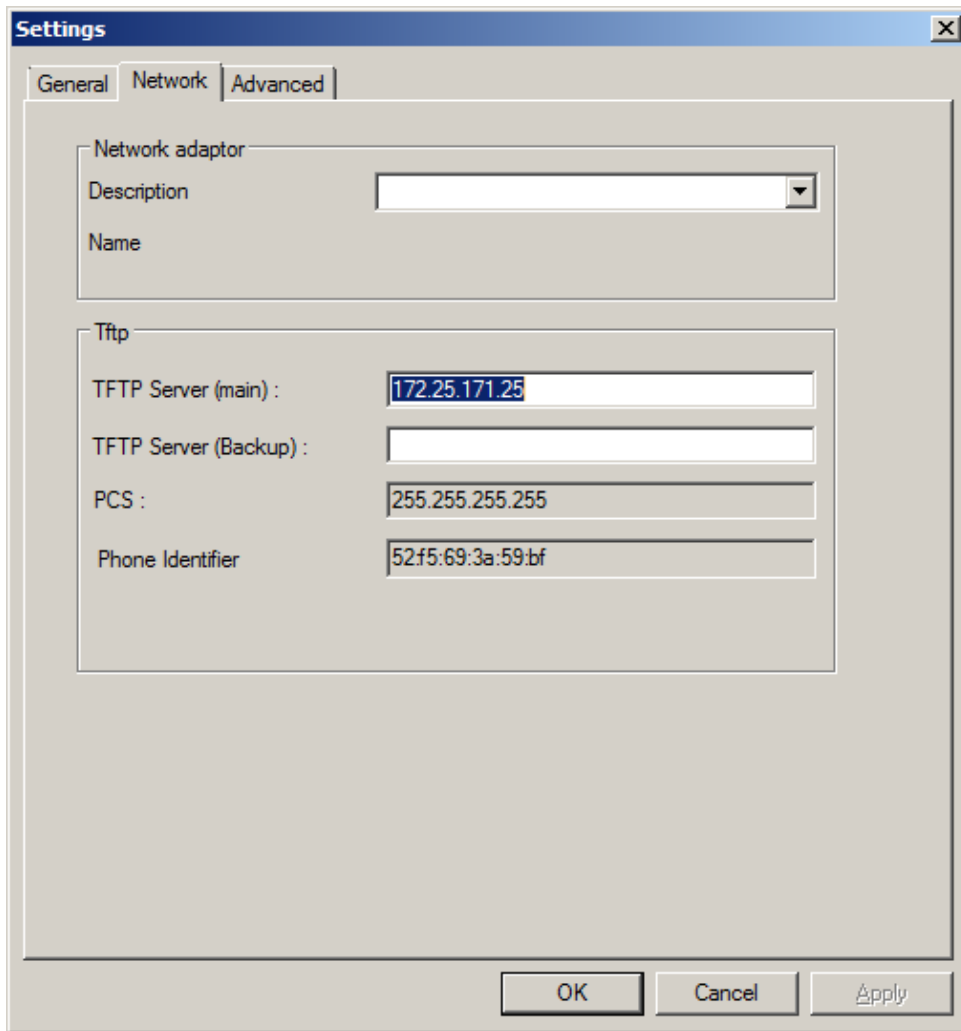 Settings
General Network Advanced
Network adaptor
Description
Name
Tftp
TFTP Server (main) : 172.25.171.25
TFTP Server (Backup) :
PCS : 255.255.255.255
Phone Identifier 52:f5:69:3a:59:bf
OK Cancel Apply